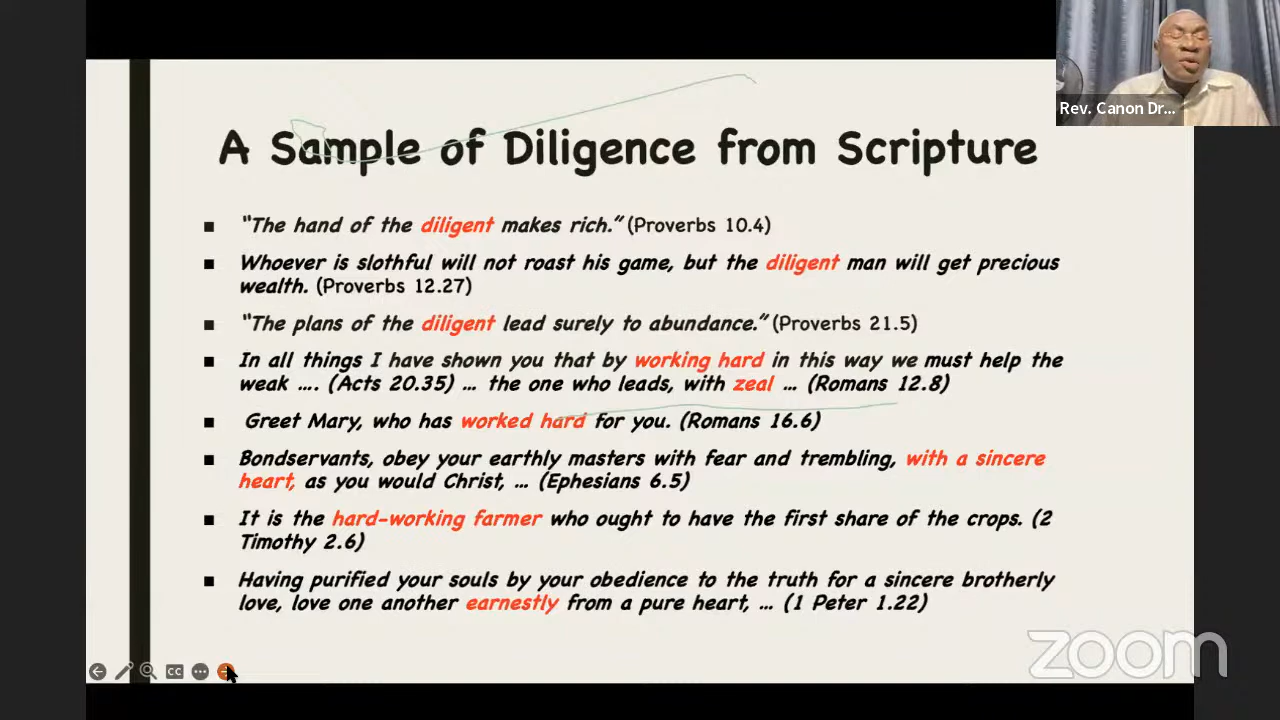 Rev. Canon Dr...
A Sample of Diligence from Scripture
▪ "The hand of the diligent makes rich." (Proverbs 10.4)
▪ Whoever is slothful will not roast his game, but the diligent man will get precious
wealth. (Proverbs 12.27)
▪ "The plans of the diligent lead surely to abundance." (Proverbs 21.5)
▪ In all things I have shown you that by working hard in this way we must help the
weak .... (Acts 20.35) ... the one who leads, with zeal ... (Romans 12.8)
▪ Greet Mary, who has worked hard for you. (Romans 16.6)
▪ Bondservants, obey your earthly masters with fear and trembling, with a sincere
heart, as you would Christ, ... (Ephesians 6.5)
▪ It is the hard-working farmer who ought to have the first share of the crops. (2
Timothy 2.6)
▪ Having purified your souls by your obedience to the truth for a sincere brotherly
love, love one another earnestly from a pure heart, ... (1 Peter 1.22)
zoom
CC